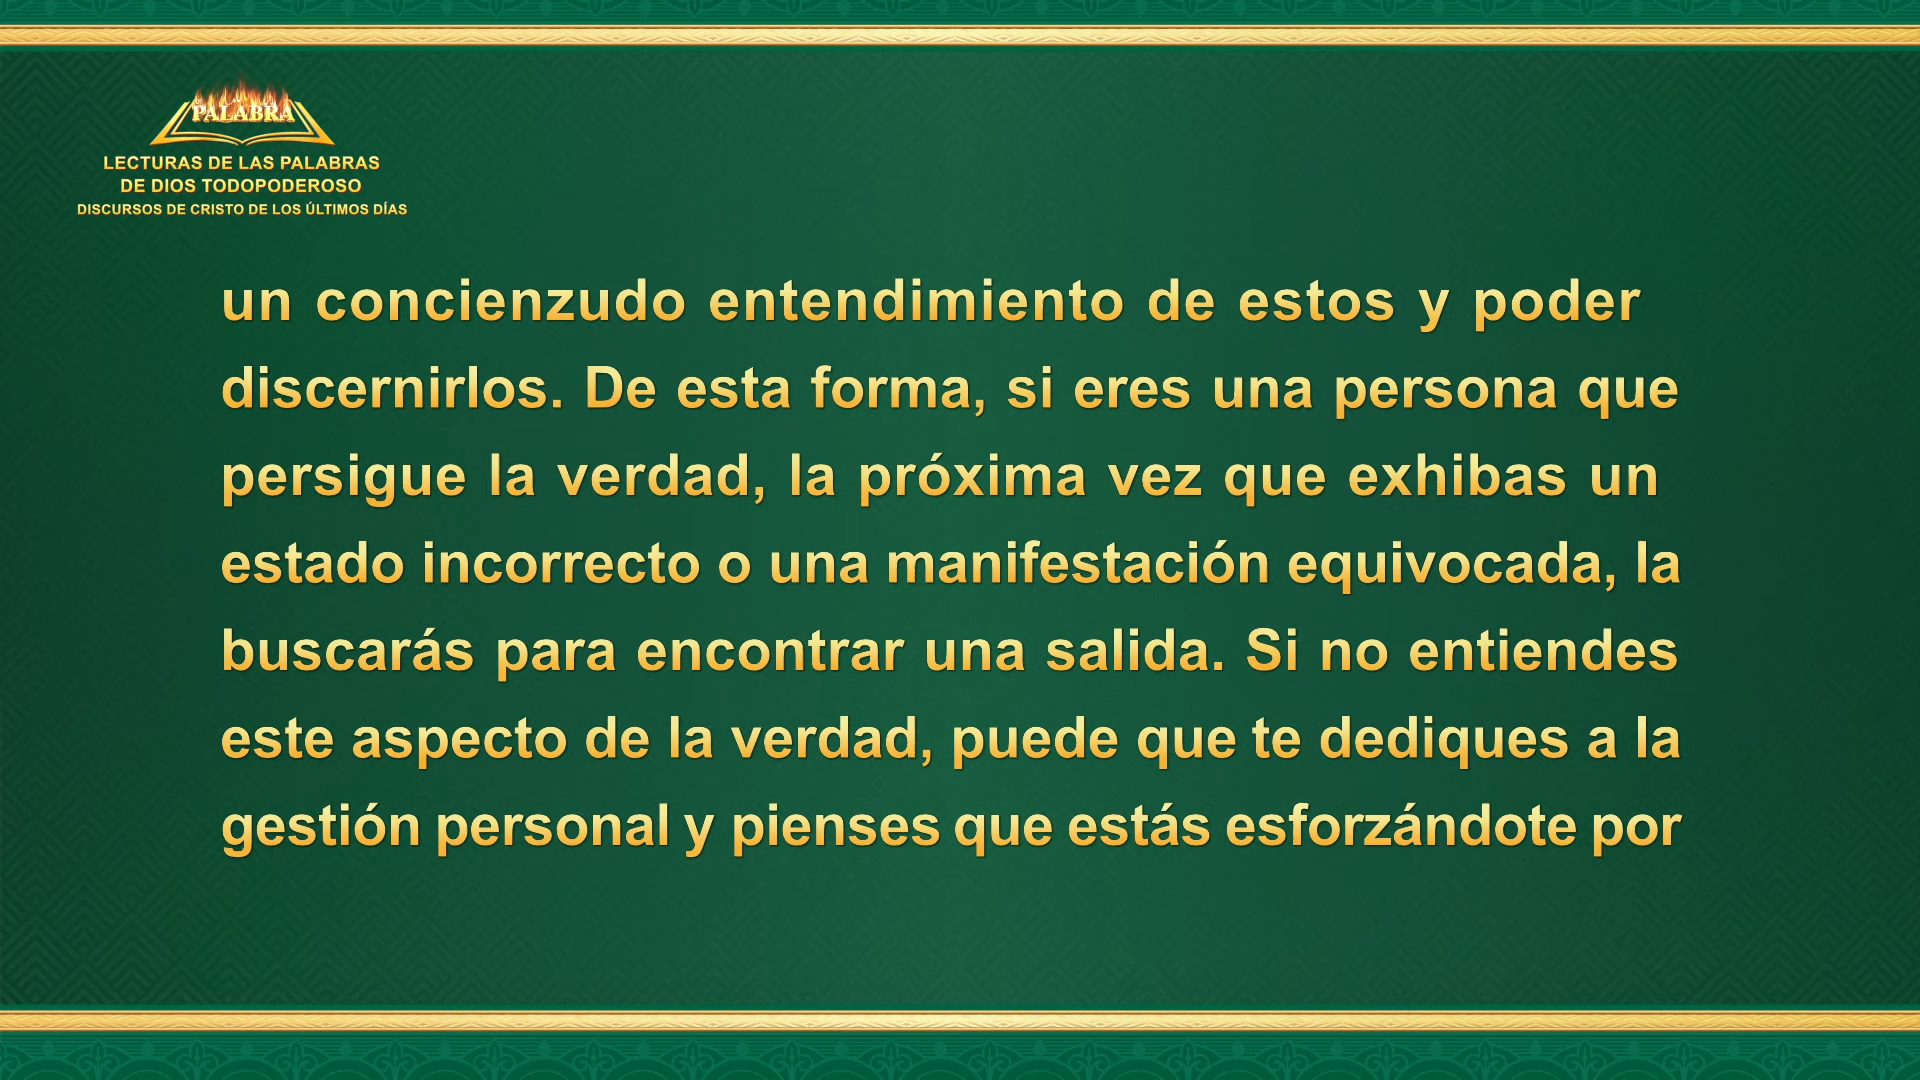 PALABRA
LECTURAS DE LAS PALABRAS
DE DIOS TODOPODEROSO
DISCURSOS DE CRISTO DE LOS ÚLTIMOS DÍAS
un concienzudo entendimiento de estos y poder
discernirlos. De esta forma, si eres una persona que
persigue la verdad, la próxima vez que exhibas un
estado incorrecto o una manifestación equivocada, la
buscarás para encontrar una salida. Si no entiendes
este aspecto de la verdad, puede que te dediques a la
gestión personal y pienses que estás esforzándote por